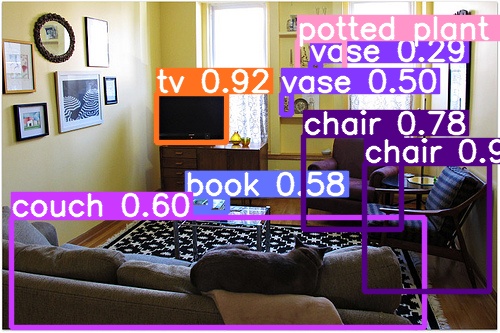 potted plant
vase 0.29
tv 0.92
vase 0.50
chair 0.78
chair 0.9
book 0.58
couch 0.60